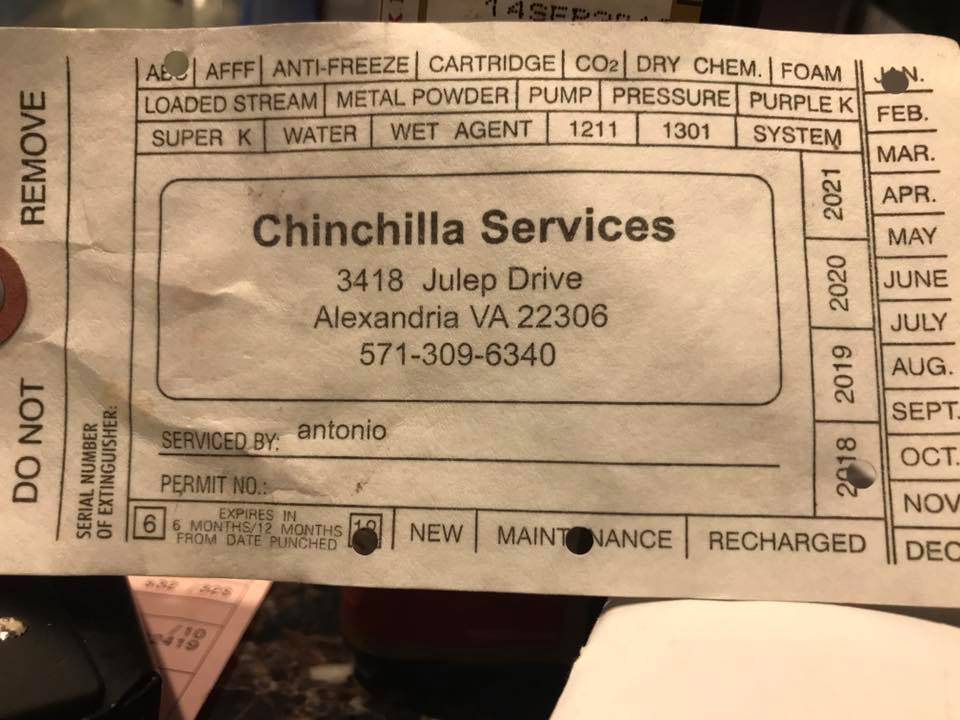 ABC AFFF ANTI-FREEZE CARTRIDGE CO2 DRY CHEM. FOAM
LOADED STREAM METAL POWDER PUMP PRESSURE PURPLE K
SUPER K WATER WET AGENT 1211 1301 SYSTEM
Chinchilla Services
3418 Julep Drive
Alexandria VA 22306
571-309-6340
SERVICED BY: antonio
PERMIT NO.:
6
EXPIRES IN
6 MONTHS/12 MONTHS
FROM DATE PUNCHED
12
NEW MAINTENANCE RECHARGED
2021
2020
2019
2018
JAN.
FEB.
MAR.
APR.
MAY
JUNE
JULY
AUG.
SEPT.
OCT.
NOV
DEC
DO NOT REMOVE
SERIAL NUMBER
OF EXTINGUISHER: